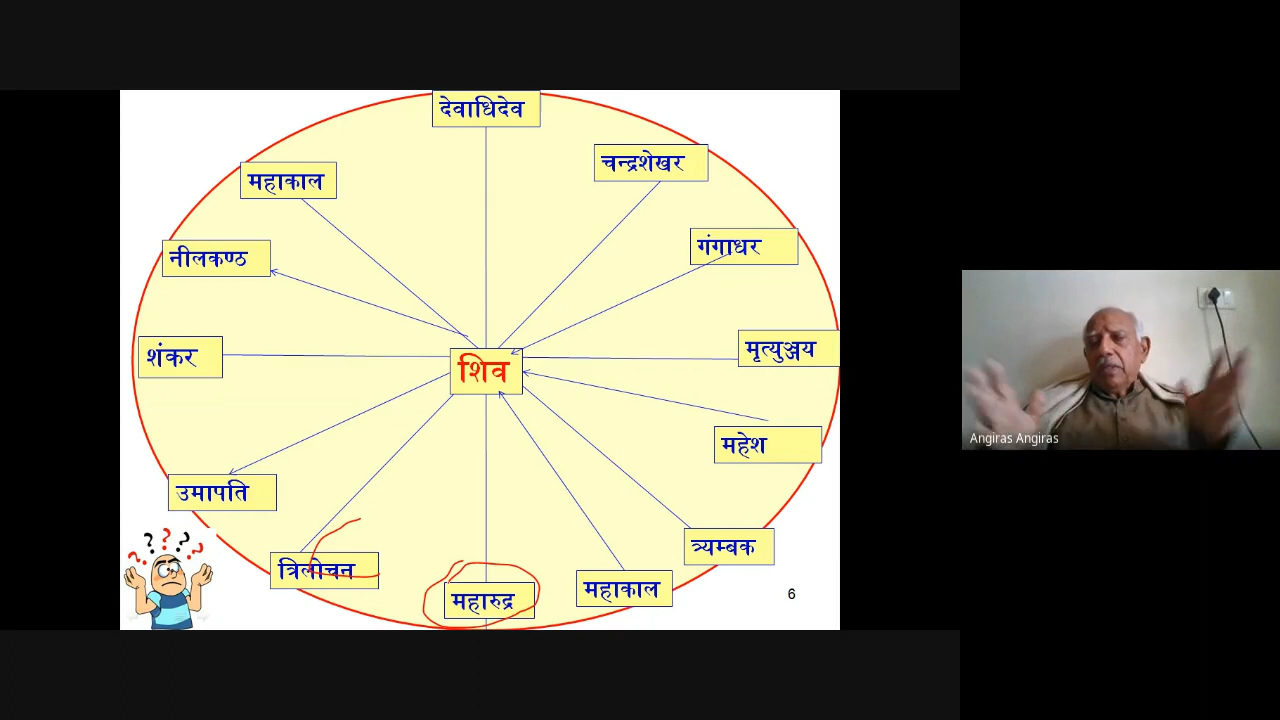 देवाधिदेव
चन्द्रशेखर
महाकाल
गंगाधर
नीलकण्ठ
शंकर
शिव
मृत्युञ्जय
महेश
उमापति
त्र्यम्बक
त्रिलोचन
महाकाल
महारुद्र
6
? ? ? ? ?
Angiras Angiras